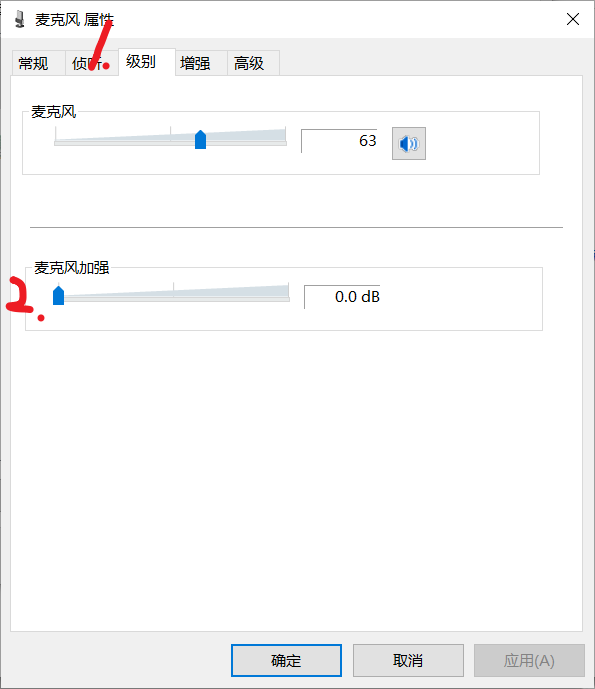 麦克风 属性
1.
常规 侦听 级别 增强 高级
麦克风
63
麦克风加强
2.
0.0 dB
确定 取消 应用(A)